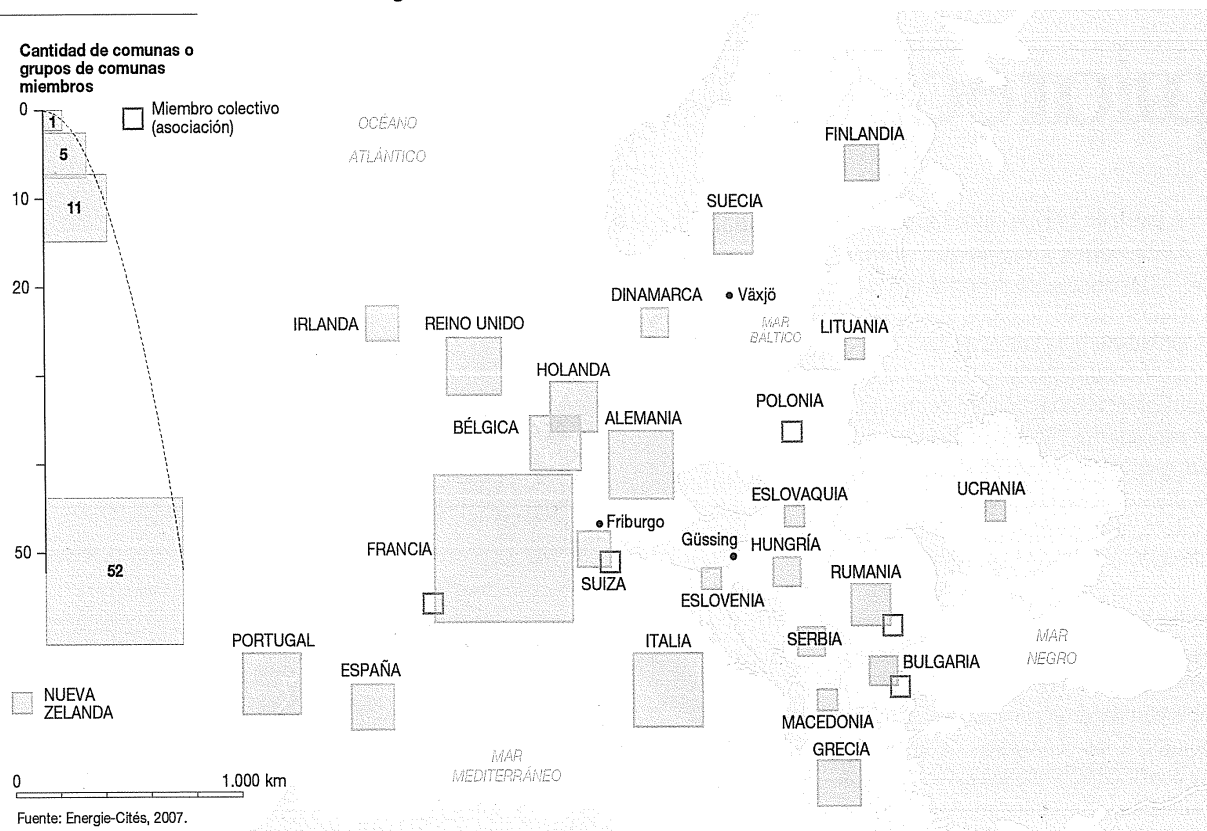 Cantidad de comunas o
grupos de comunas
miembros
0
1
5
10
11
20
50
52
Miembro colectivo
(asociación)
OCÉANO
ATLÁNTICO
FINLANDIA
SUECIA
DINAMARCA
Växjö
MAR
BÁLTICO
LITUANIA
IRLANDA
REINO UNIDO
HOLANDA
POLONIA
BÉLGICA
ALEMANIA
ESLOVAQUIA
UCRANIA
Friburgo
Güssing
HUNGRÍA
FRANCIA
SUIZA
ESLOVENIA
RUMANIA
PORTUGAL
ESPAÑA
ITALIA
SERBIA
BULGARIA
MAR
NEGRO
NUEVA
ZELANDA
MACEDONIA
GRECIA
MAR
MEDITERRÁNEO
0
1.000 km
Fuente: Energie-Cités, 2007.